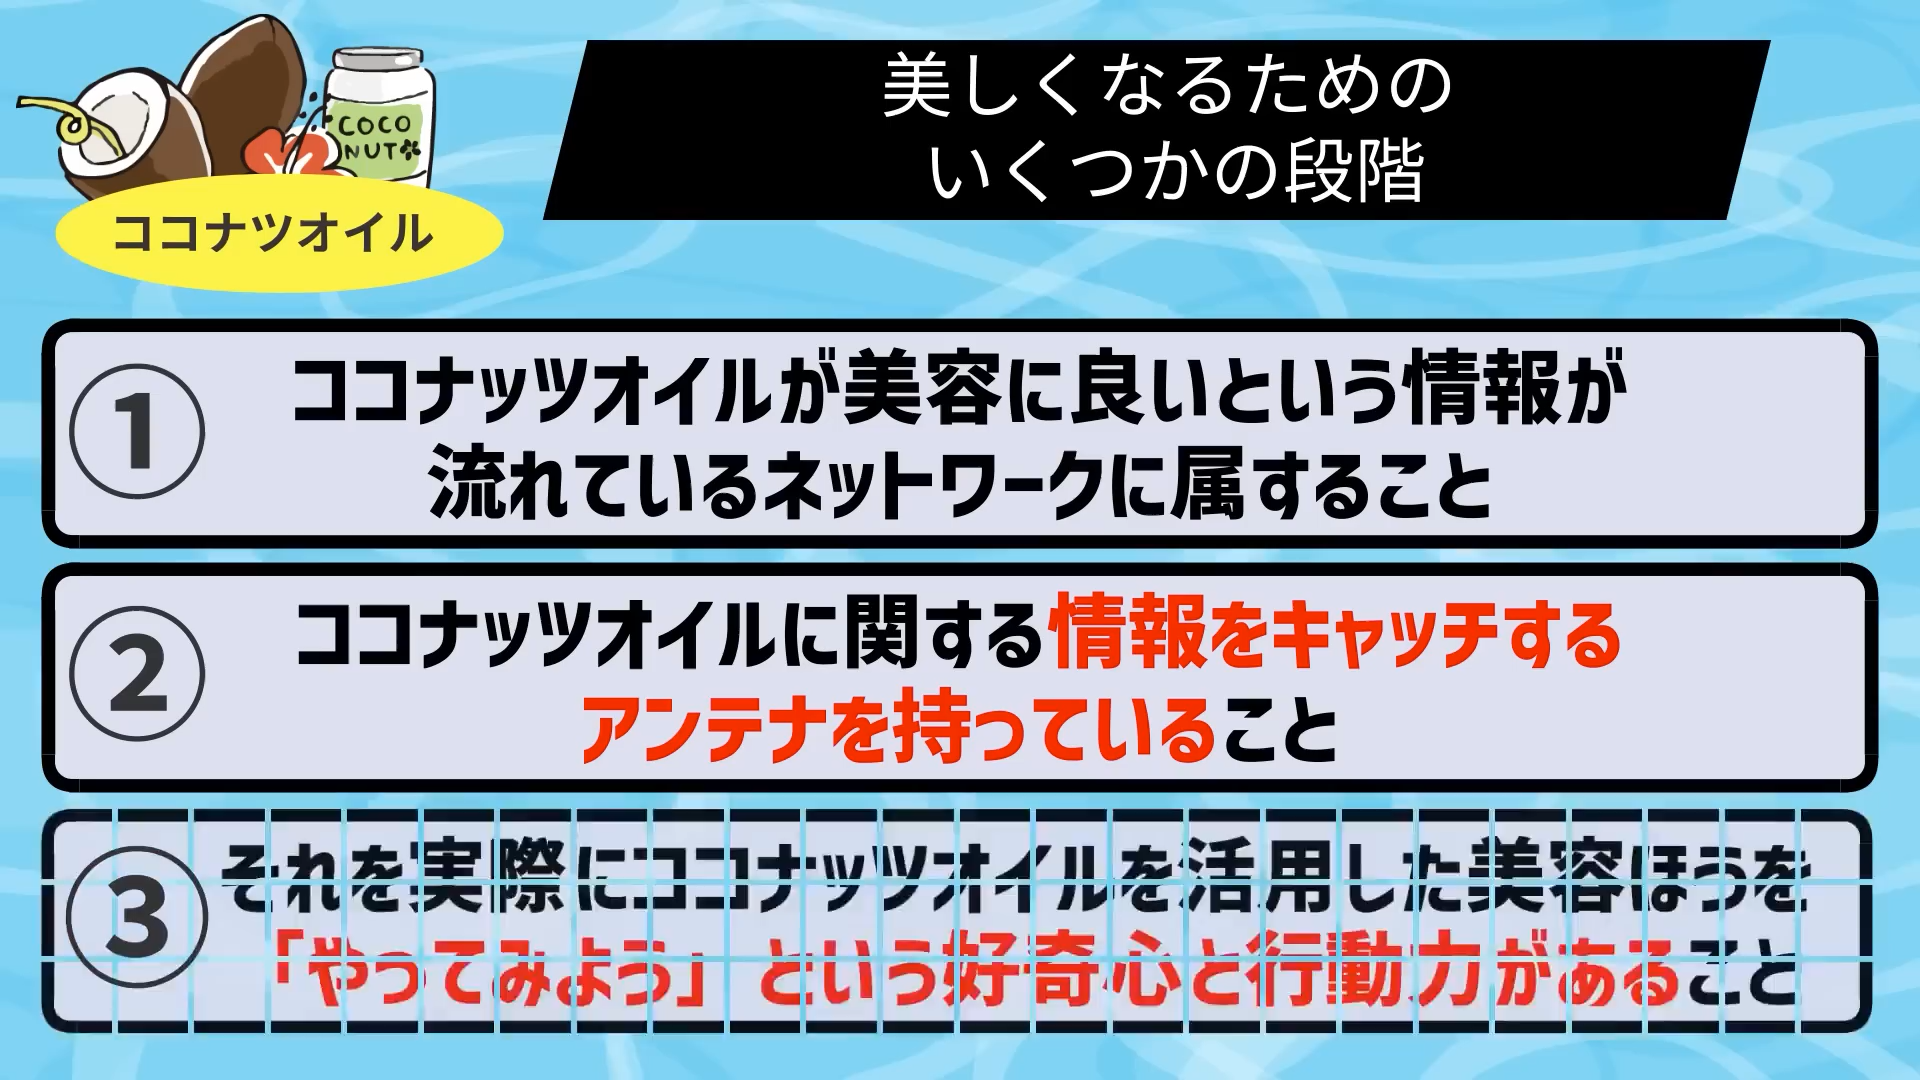 美しくなるための
いくつかの段階
COCO
NUT
ココナツオイル
① ココナッツオイルが美容に良いという情報が
流れているネットワークに属すること
② ココナッツオイルに関する情報をキャッチする
アンテナを持っていること
③ それを実際にココナッツオイルを活用した美容ほうを
「やってみよう」という好奇心と行動力があること